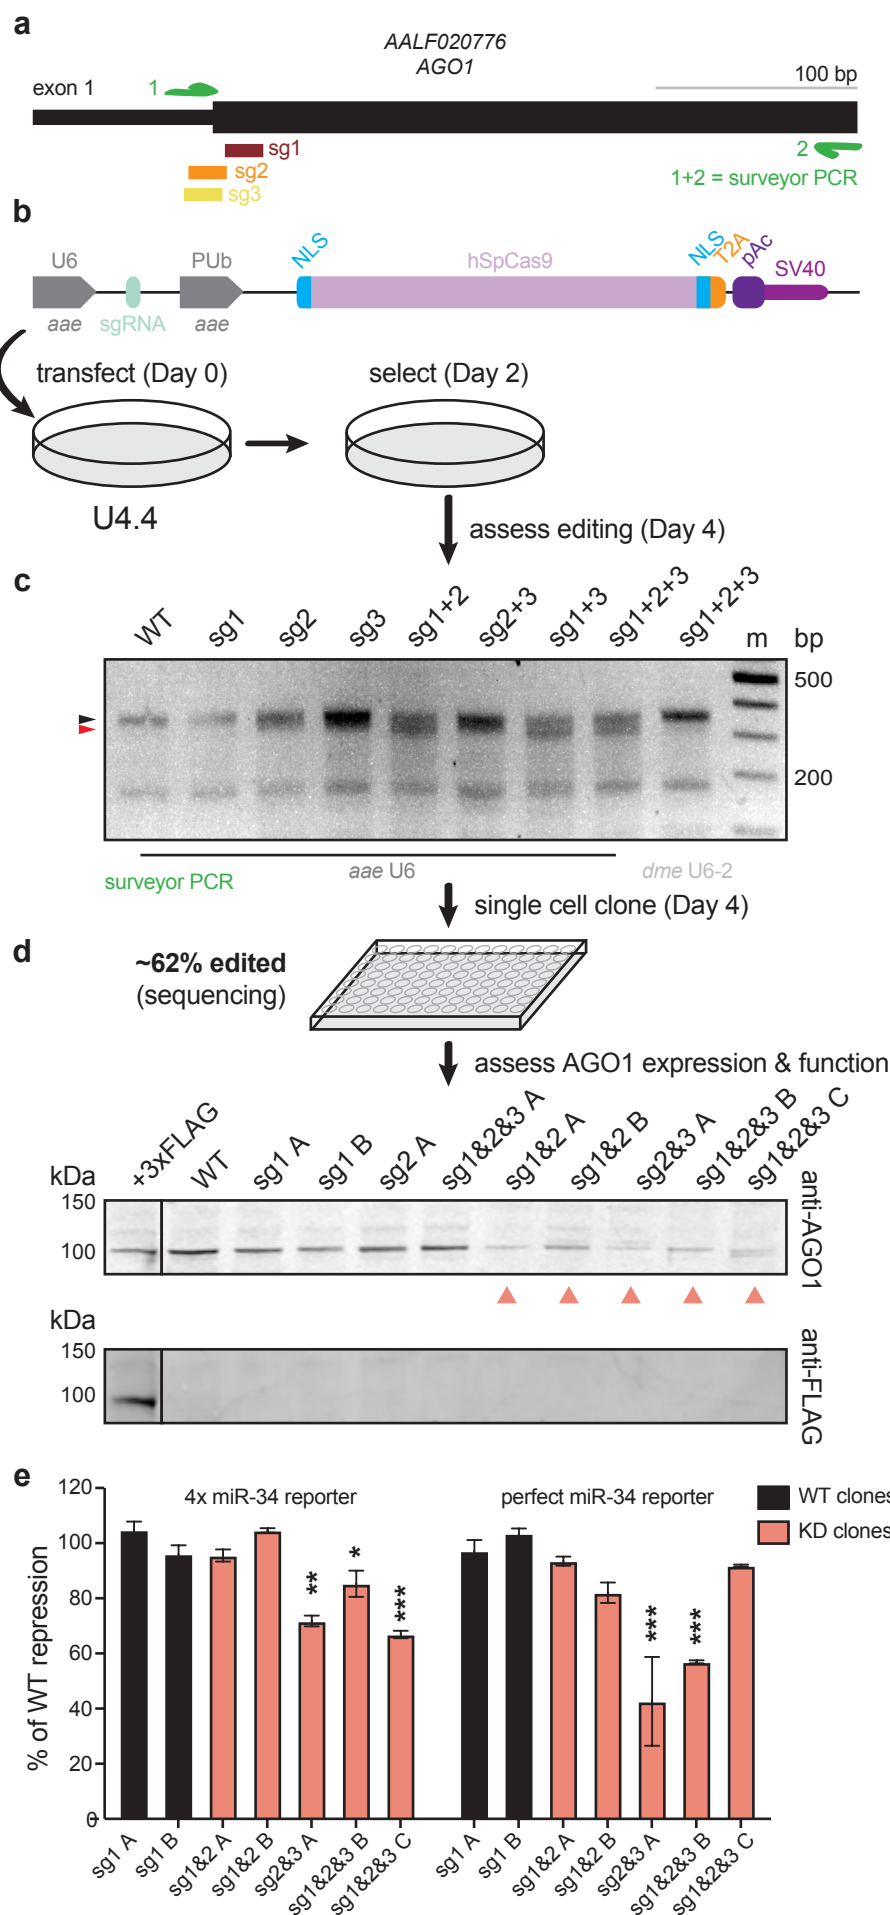 a
AALF020776
AGO1
exon 1
1
100 bp
sg1
sg2
sg3
2
1+2 = surveyor PCR
b
U6
PUb
NLS
hSpCas9
NLS
T2A
pAc
SV40
aae
sgRNA
aae
transfect (Day 0)
select (Day 2)
U4.4
assess editing (Day 4)
c
WT
sg1
sg2
sg3
sg1+2
sg2+3
sg1+3
sg1+2+3
sg1+2+3
m
bp
500
200
surveyor PCR
aae U6
dme U6-2
single cell clone (Day 4)
d
~62% edited
(sequencing)
assess AGO1 expression & function
kDa
+3xFLAG
WT
sg1 A
sg1 B
sg2 A
sg1&2&3 A
sg1&2 A
sg1&2 B
sg2&3 A
sg1&2&3 B
sg1&2&3 C
150
100
anti-AGO1
kDa
150
100
anti-FLAG
e
% of WT repression
120
100
80
60
40
20
0
4x miR-34 reporter
perfect miR-34 reporter
WT clones
KD clones
**
*
***
***
***
sg1 A
sg1 B
sg1&2 A
sg1&2 B
sg2&3 A
sg1&2&3 B
sg1&2&3 C
sg1 A
sg1 B
sg1&2 A
sg1&2 B
sg2&3 A
sg1&2&3 B
sg1&2&3 C